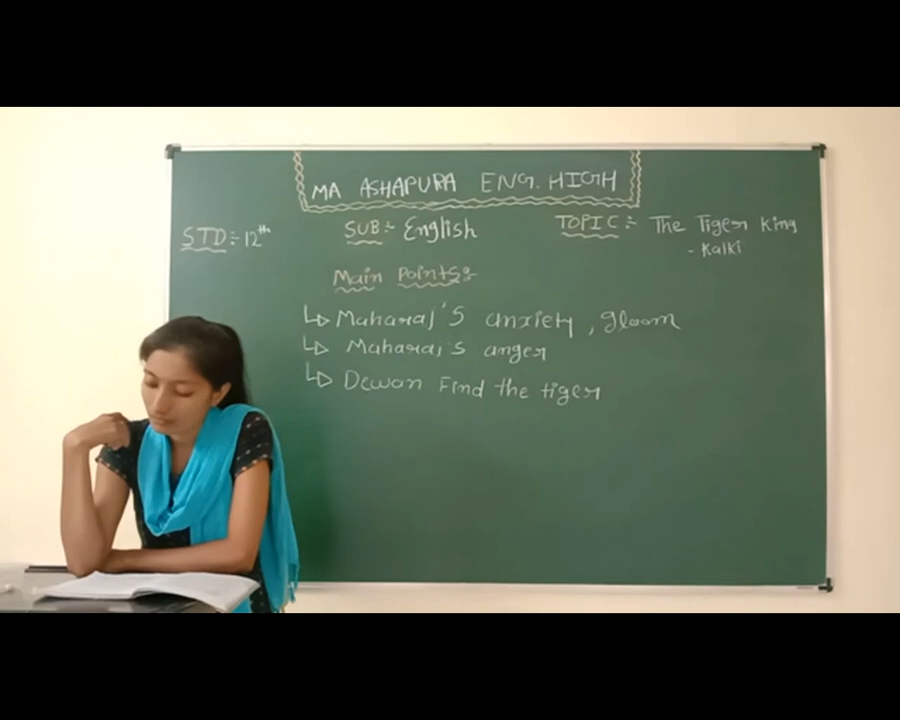 MA ASHAPURA ENG. HIGH
STD:- 12th
SUB:- English
TOPIC:- The Tiger King
- Kalki
Main Points:-
↳ Maharaj's anxiety, gloom
↳ Maharaj's anger
↳ Dewan Find the tiger